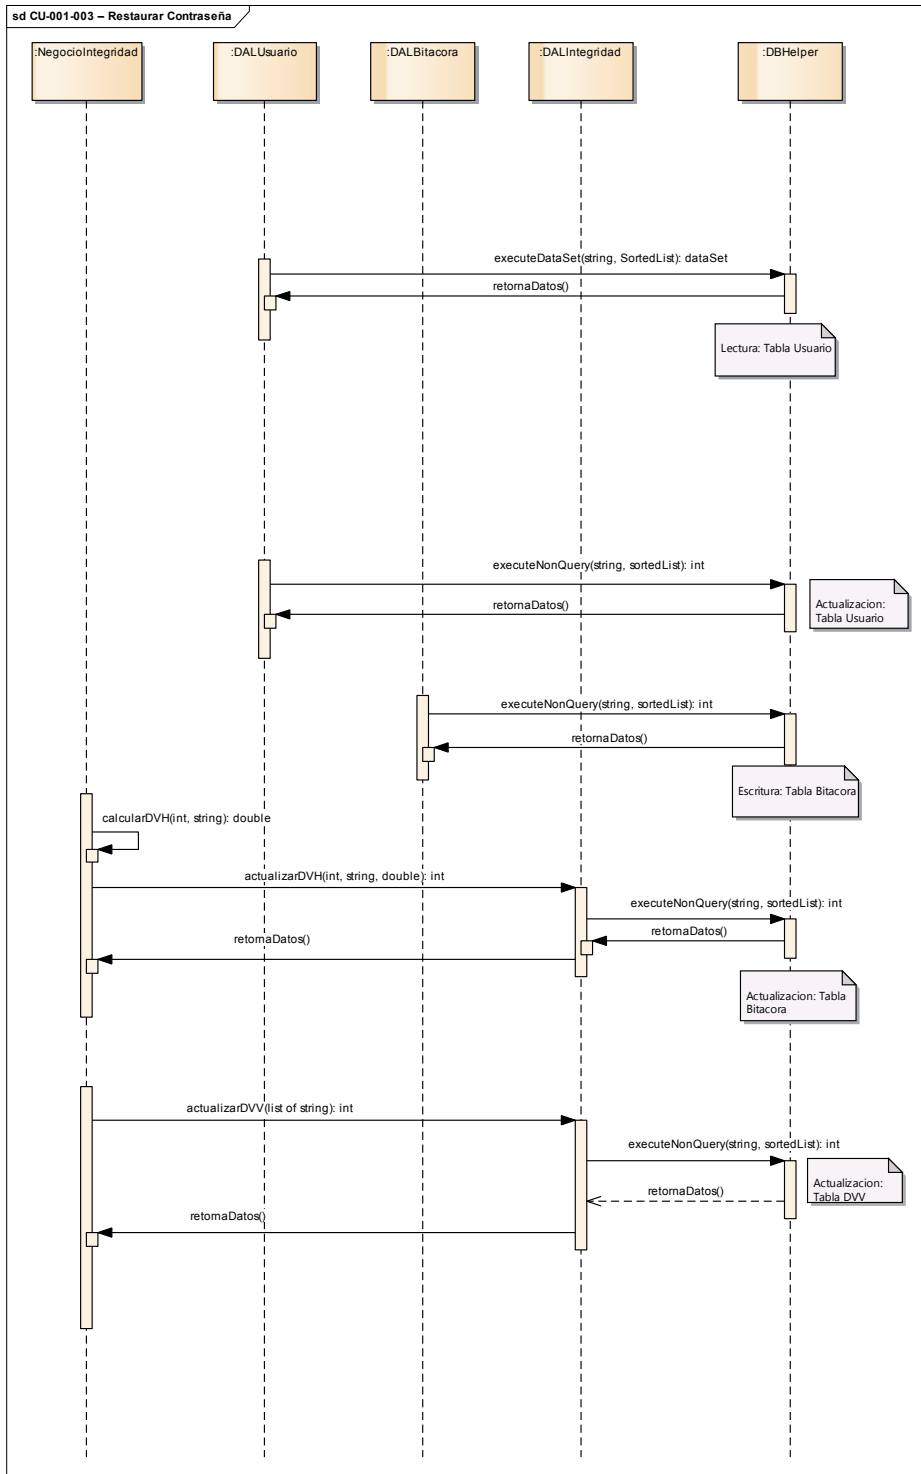 sd CU-001-003 – Restaurar Contraseña
:NegocioIntegridad
:DALUsuario
:DALBitacora
:DALIntegridad
:DBHelper
executeDataSet(string, SortedList): dataSet
retornaDatos()
Lectura: Tabla Usuario
executeNonQuery(string, sortedList): int
retornaDatos()
Actualizacion:
Tabla Usuario
executeNonQuery(string, sortedList): int
retornaDatos()
Escritura: Tabla Bitacora
calcularDVH(int, string): double
actualizarDVH(int, string, double): int
executeNonQuery(string, sortedList): int
retornaDatos()
retornaDatos()
Actualizacion: Tabla
Bitacora
actualizarDVV(list of string): int
executeNonQuery(string, sortedList): int
Actualizacion:
Tabla DVV
retornaDatos()
retornaDatos()